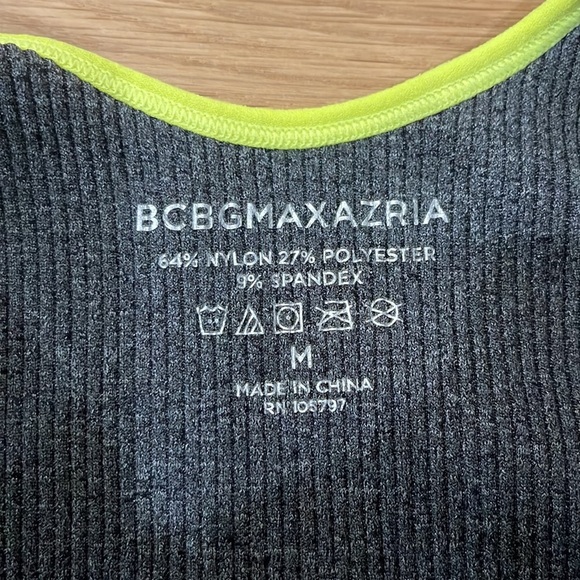 BCBGMAXAZRIA
64% NYLON 27% POLYESTER
9% SPANDEX
M
MADE IN CHINA
RN 105797